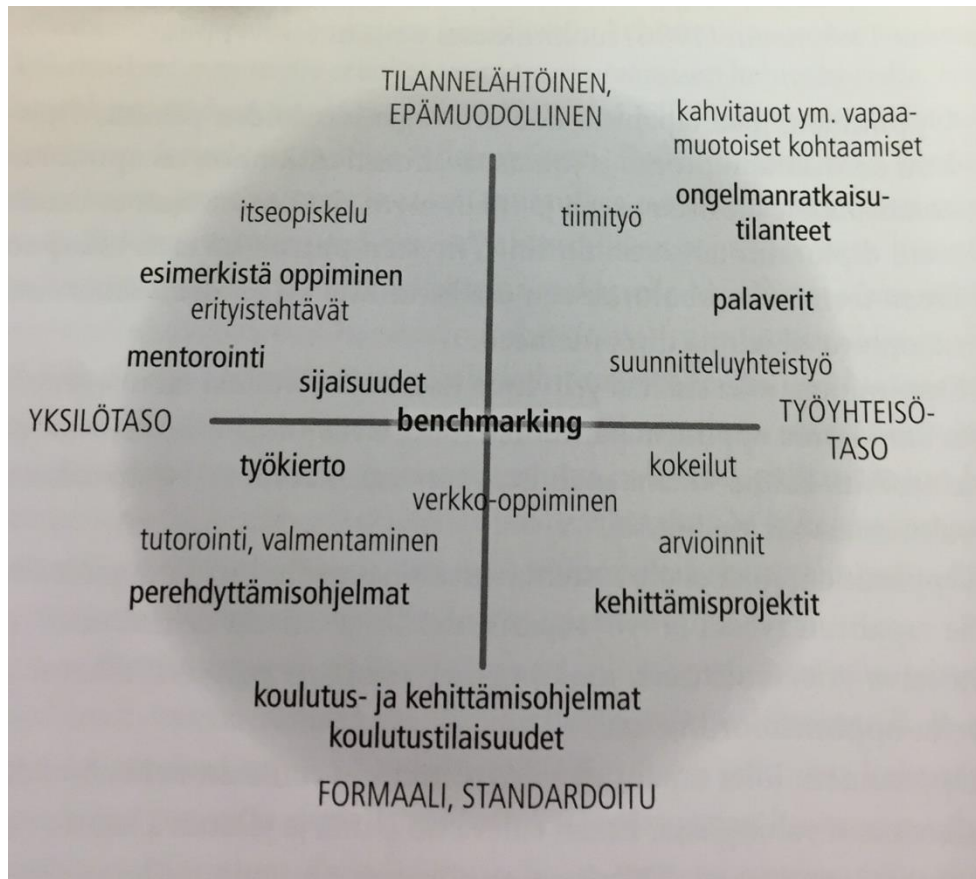 TILANNELÄHTÖINEN,
EPÄMUODOLLINEN
kahvitauot ym. vapaa-
muotoiset kohtaamiset
itseopiskelu
tiimityö
ongelmanratkaisu-
tilanteet
esimerkistä oppiminen
erityistehtävät
palaverit
mentorointi
sijaisuudet
suunnitteluyhteistyö
YKSILÖTASO
benchmarking
TYÖYHTEISÖ-
TASO
työkierto
kokeilut
verkko-oppiminen
tutorointi, valmentaminen
arvioinnit
perehdyttämisohjelmat
kehittämisprojektit
koulutus- ja kehittämisohjelmat
koulutustilaisuudet
FORMAALI, STANDARDOITU